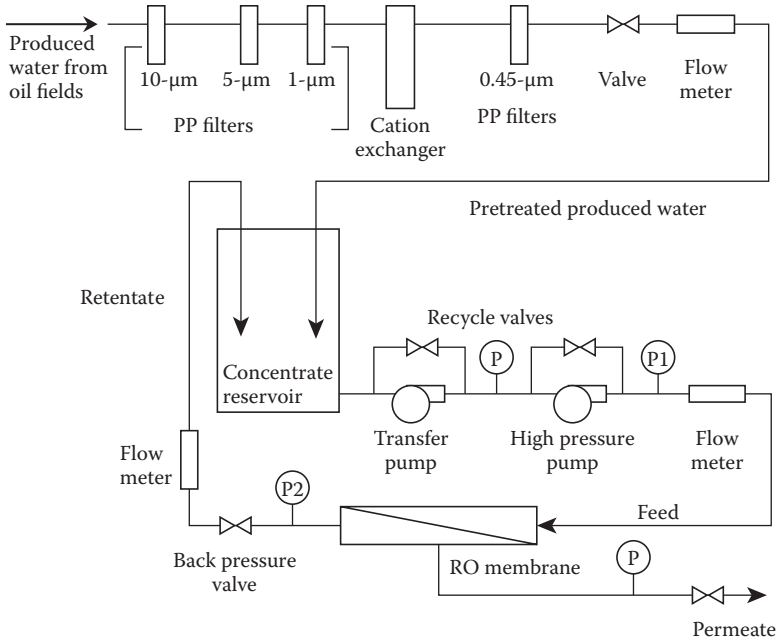 Produced
water from
oil fields
10-μm
5-μm
1-μm
PP filters
Cation
exchanger
0.45-μm
PP filters
Valve
Flow
meter
Pretreated produced water
Retentate
Concentrate
reservoir
Recycle valves
P
P1
Transfer
pump
High pressure
pump
Flow
meter
Flow
meter
P2
Back pressure
valve
Feed
RO membrane
P
Permeate